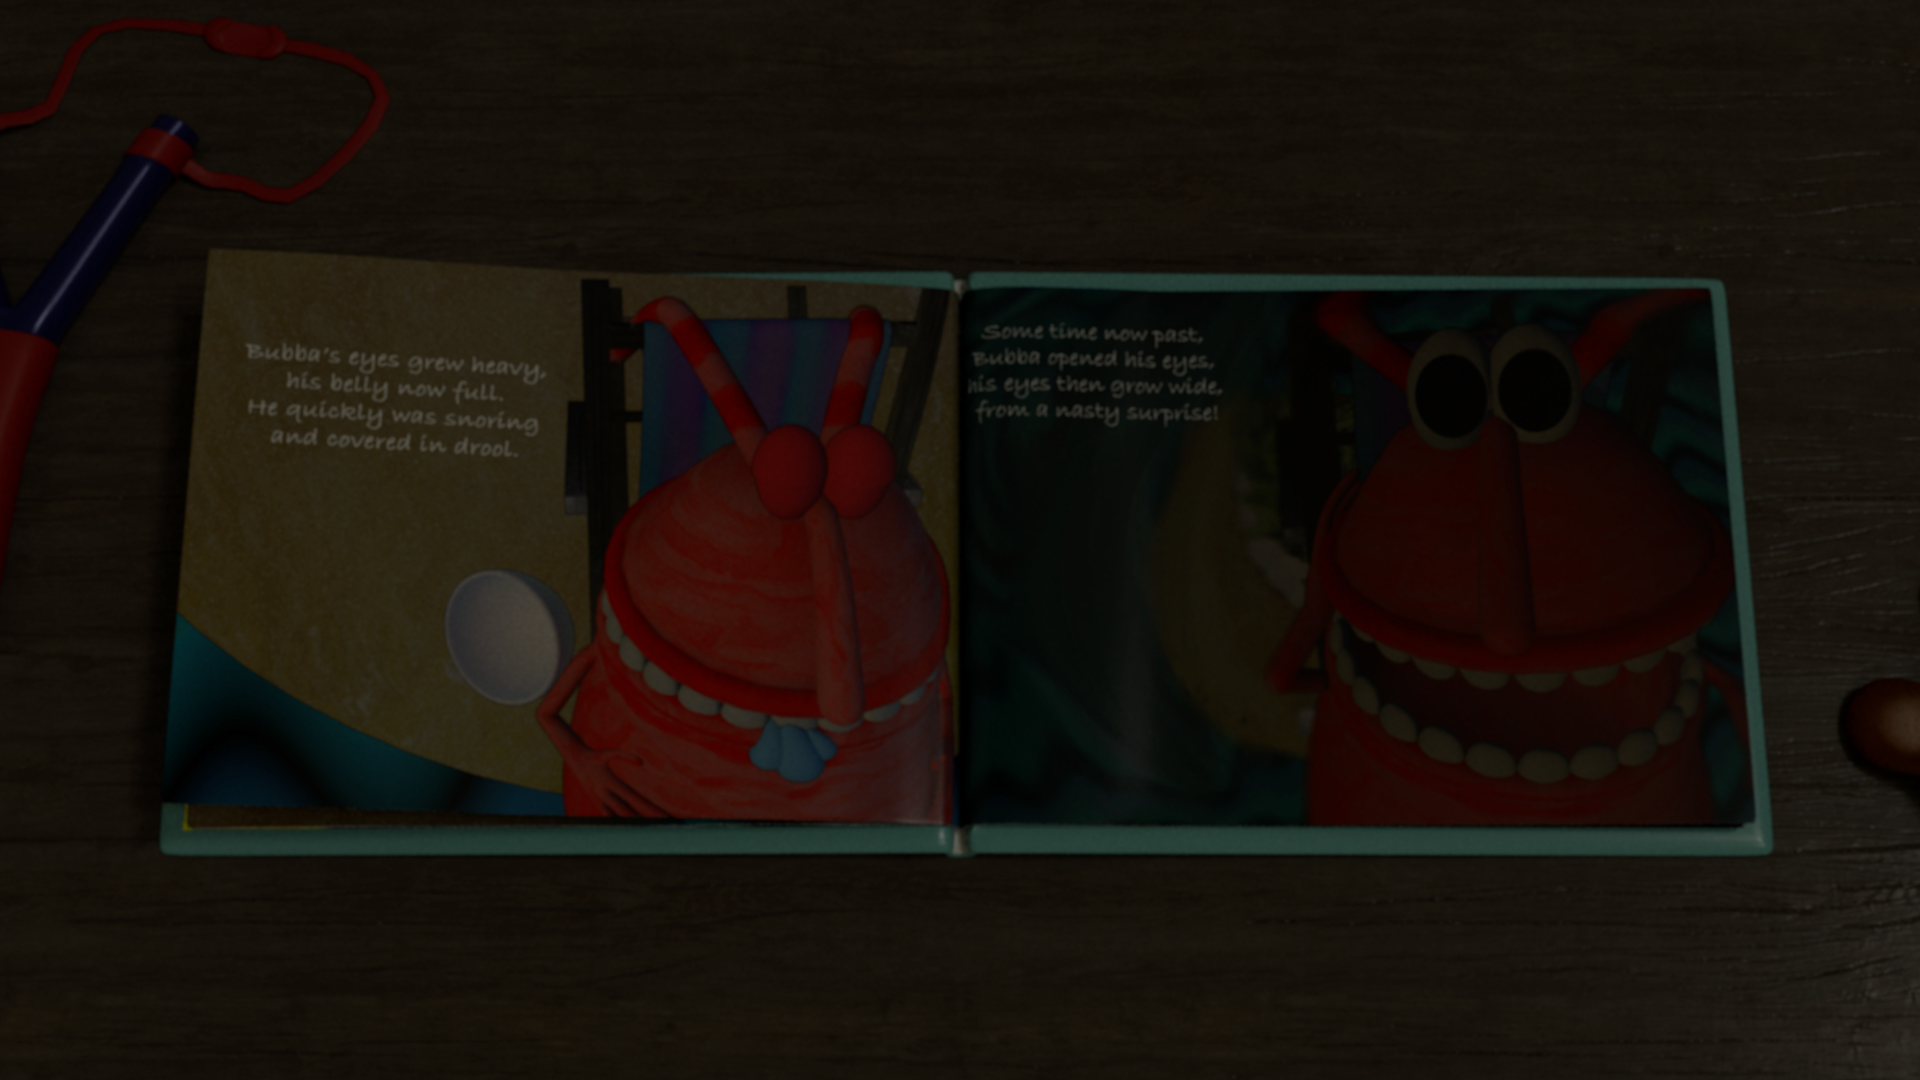 Bubba's eyes grew heavy,
his belly now full.
He quickly was snoring
and covered in drool.
Some time now past,
Bubba opened his eyes,
his eyes then grow wide,
from a nasty surprise!